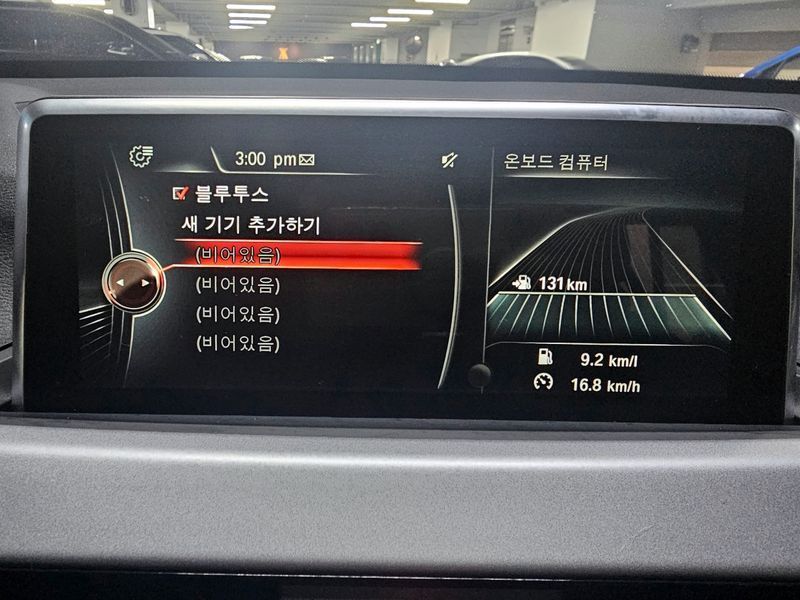 3:00 pm
블루투스
새 기기 추가하기
(비어있음)
(비어있음)
(비어있음)
(비어있음)
온보드 컴퓨터
131 km
9.2 km/l
16.8 km/h